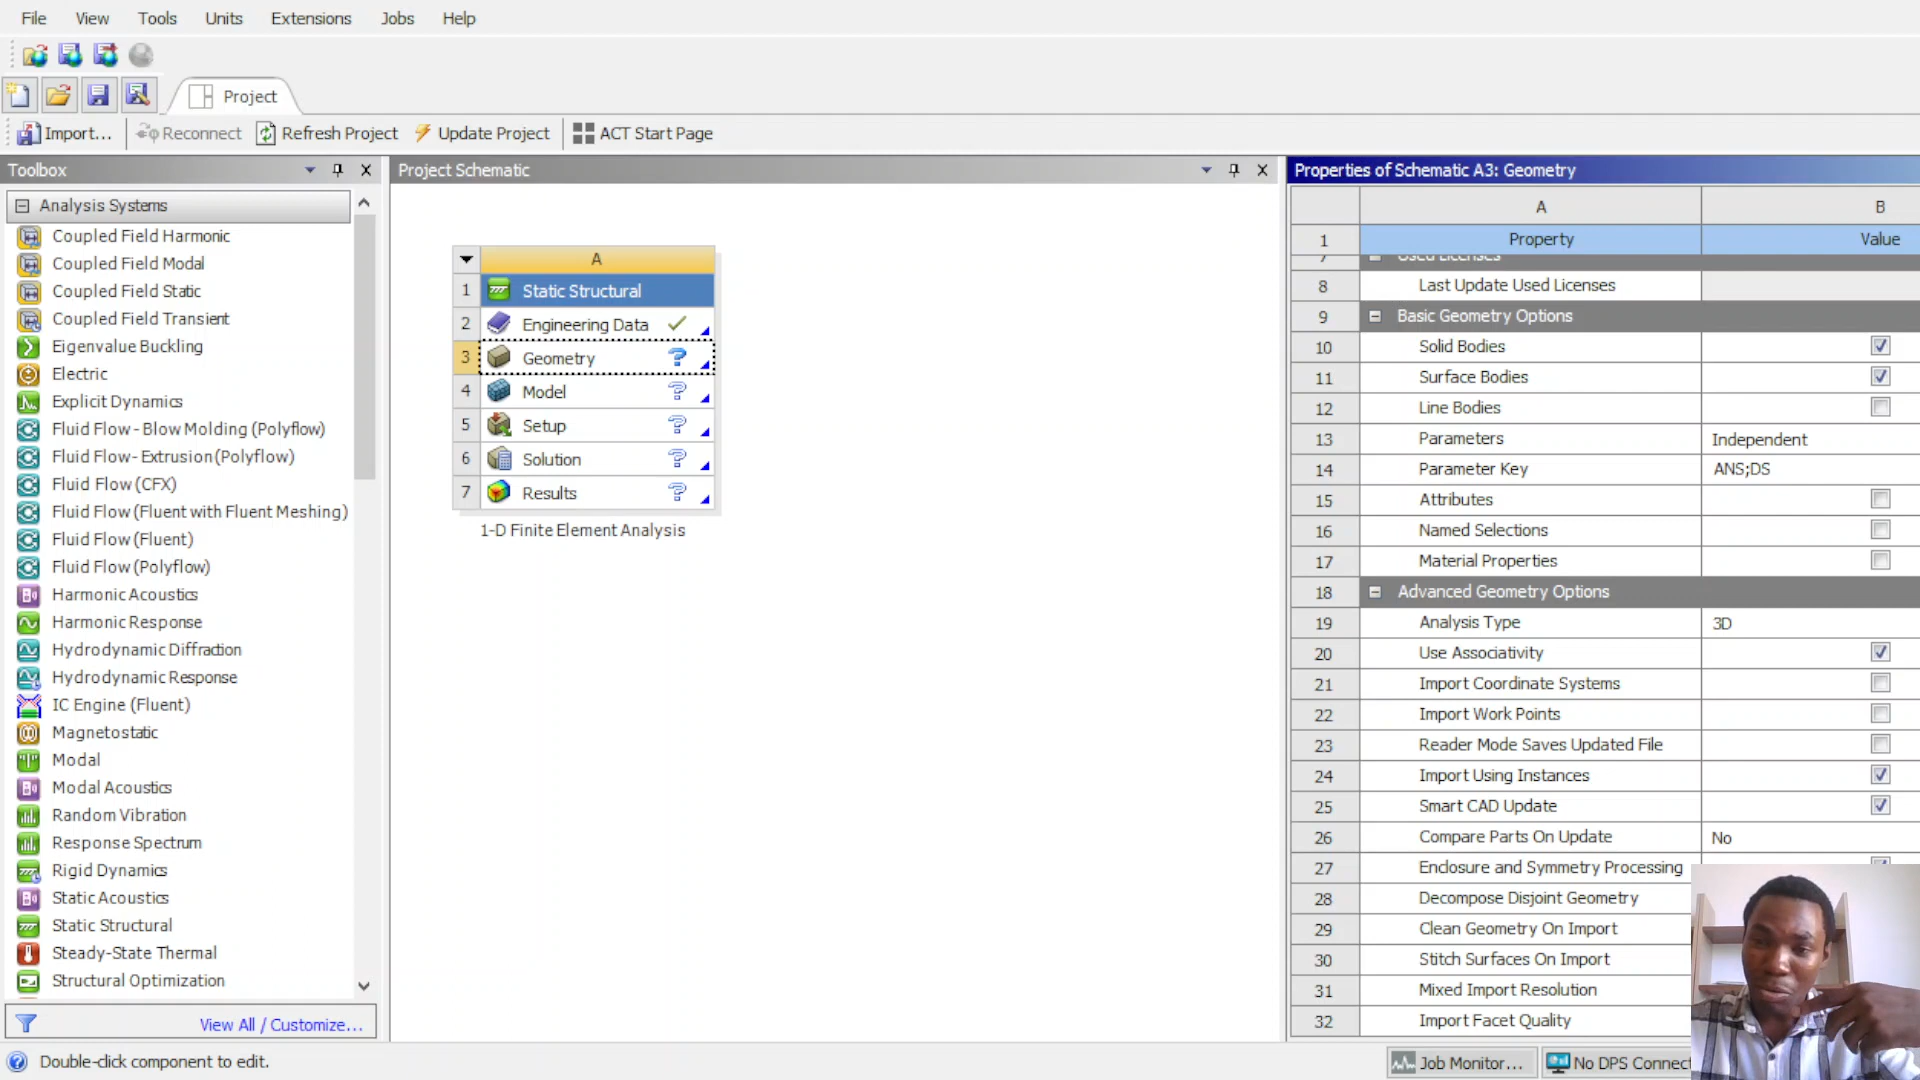 File View Tools Units Extensions Jobs Help
Project
Import... Reconnect Refresh Project Update Project ACT Start Page
Toolbox
Analysis Systems
Coupled Field Harmonic
Coupled Field Modal
Coupled Field Static
Coupled Field Transient
Eigenvalue Buckling
Electric
Explicit Dynamics
Fluid Flow - Blow Molding (Polyflow)
Fluid Flow- Extrusion (Polyflow)
Fluid Flow (CFX)
Fluid Flow (Fluent with Fluent Meshing)
Fluid Flow (Fluent)
Fluid Flow (Polyflow)
Harmonic Acoustics
Harmonic Response
Hydrodynamic Diffraction
Hydrodynamic Response
IC Engine (Fluent)
Magnetostatic
Modal
Modal Acoustics
Random Vibration
Response Spectrum
Rigid Dynamics
Static Acoustics
Static Structural
Steady-State Thermal
Structural Optimization
View All / Customize...
Project Schematic
A
1 Static Structural
2 Engineering Data
3 Geometry
4 Model
5 Setup
6 Solution
7 Results
1-D Finite Element Analysis
Properties of Schematic A3: Geometry
A B
1 Property Value
7 Used Licenses
8 Last Update Used Licenses
9 Basic Geometry Options
10 Solid Bodies
11 Surface Bodies
12 Line Bodies
13 Parameters Independent
14 Parameter Key ANS;DS
15 Attributes
16 Named Selections
17 Material Properties
18 Advanced Geometry Options
19 Analysis Type 3D
20 Use Associativity
21 Import Coordinate Systems
22 Import Work Points
23 Reader Mode Saves Updated File
24 Import Using Instances
25 Smart CAD Update
26 Compare Parts On Update No
27 Enclosure and Symmetry Processing
28 Decompose Disjoint Geometry
29 Clean Geometry On Import
30 Stitch Surfaces On Import
31 Mixed Import Resolution
32 Import Facet Quality
Double-click component to edit.
Job Monitor... No DPS Connect